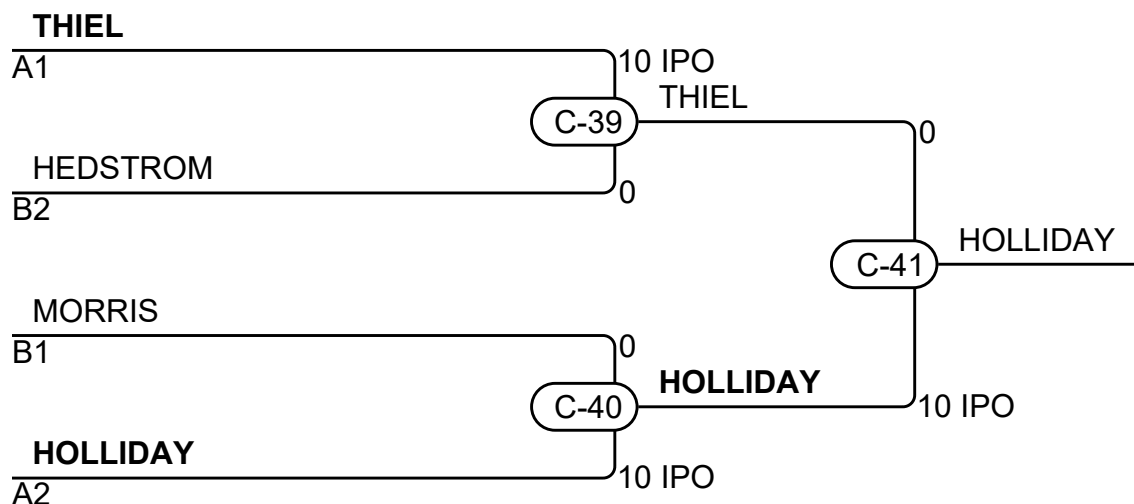 THIEL
A1
10 IPO
C-39
THIEL
0
HEDSTROM
B2
0
C-41
HOLLIDAY
MORRIS
B1
0
C-40
HOLLIDAY
10 IPO
HOLLIDAY
A2
10 IPO